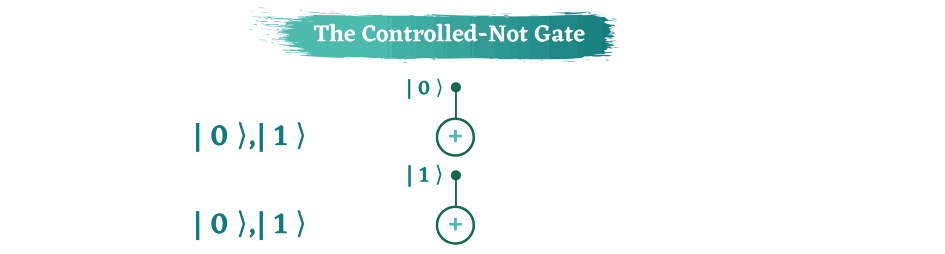 The Controlled-Not Gate
| 0 ⟩
| 0 ⟩,| 1 ⟩ +
| 1 ⟩
| 0 ⟩,| 1 ⟩ +